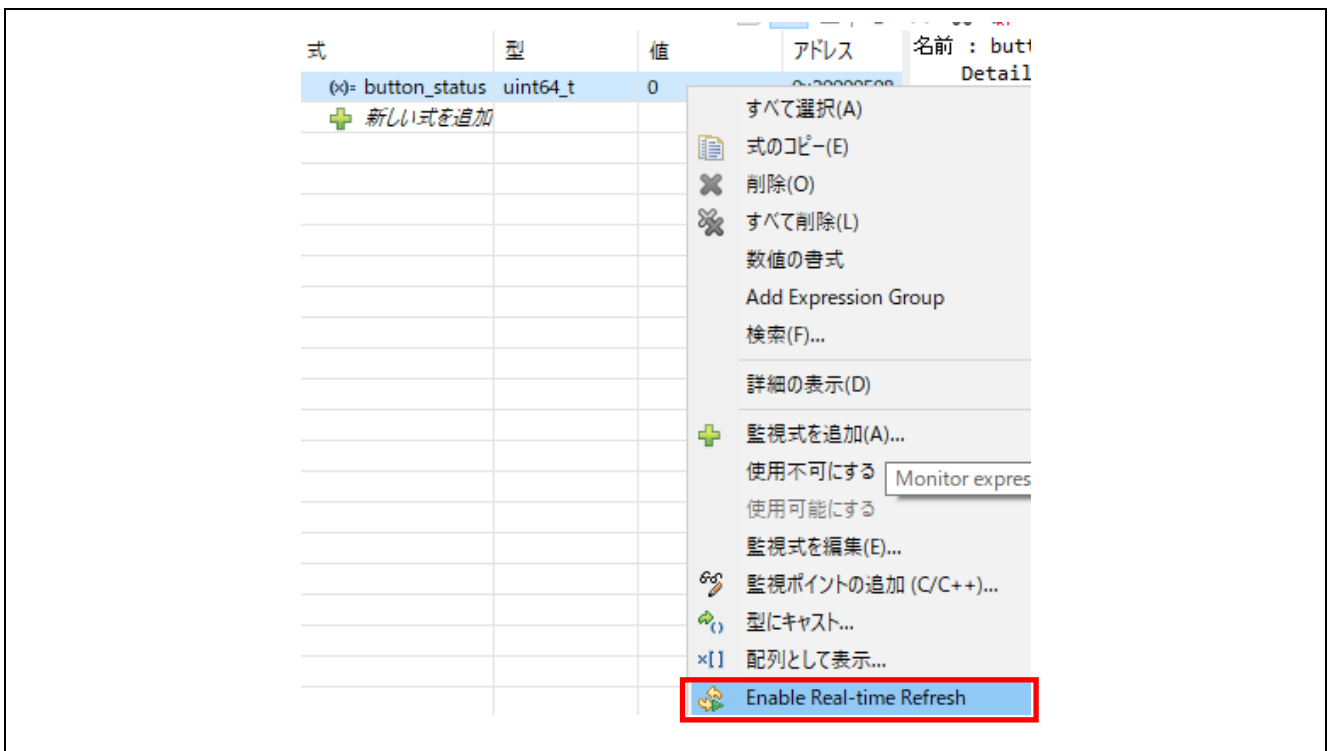 式 型 値 アドレス 名前 : butt
Detail
(x)= button_status uint64_t 0
新しい式を追加
すべて選択(A)
式のコピー(E)
削除(O)
すべて削除(L)
数値の書式
Add Expression Group
検索(F)...
詳細の表示(D)
監視式を追加(A)...
使用不可にする
Monitor expres
使用可能にする
監視式を編集(E)...
監視ポイントの追加 (C/C++)...
型にキャスト...
×[] 配列として表示...
Enable Real-time Refresh